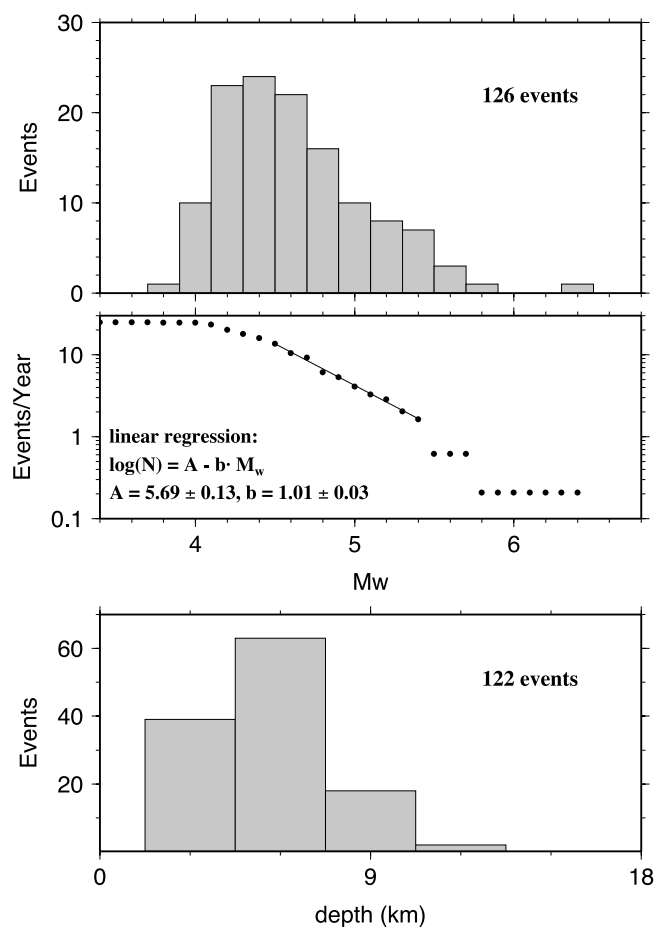 30
20
10
0
Events
126 events
10
1
0.1
Events/Year
linear regression:
log(N) = A - b· Mw
A = 5.69 ± 0.13, b = 1.01 ± 0.03
4 5 6
Mw
60
40
20
Events
122 events
0 9 18
depth (km)